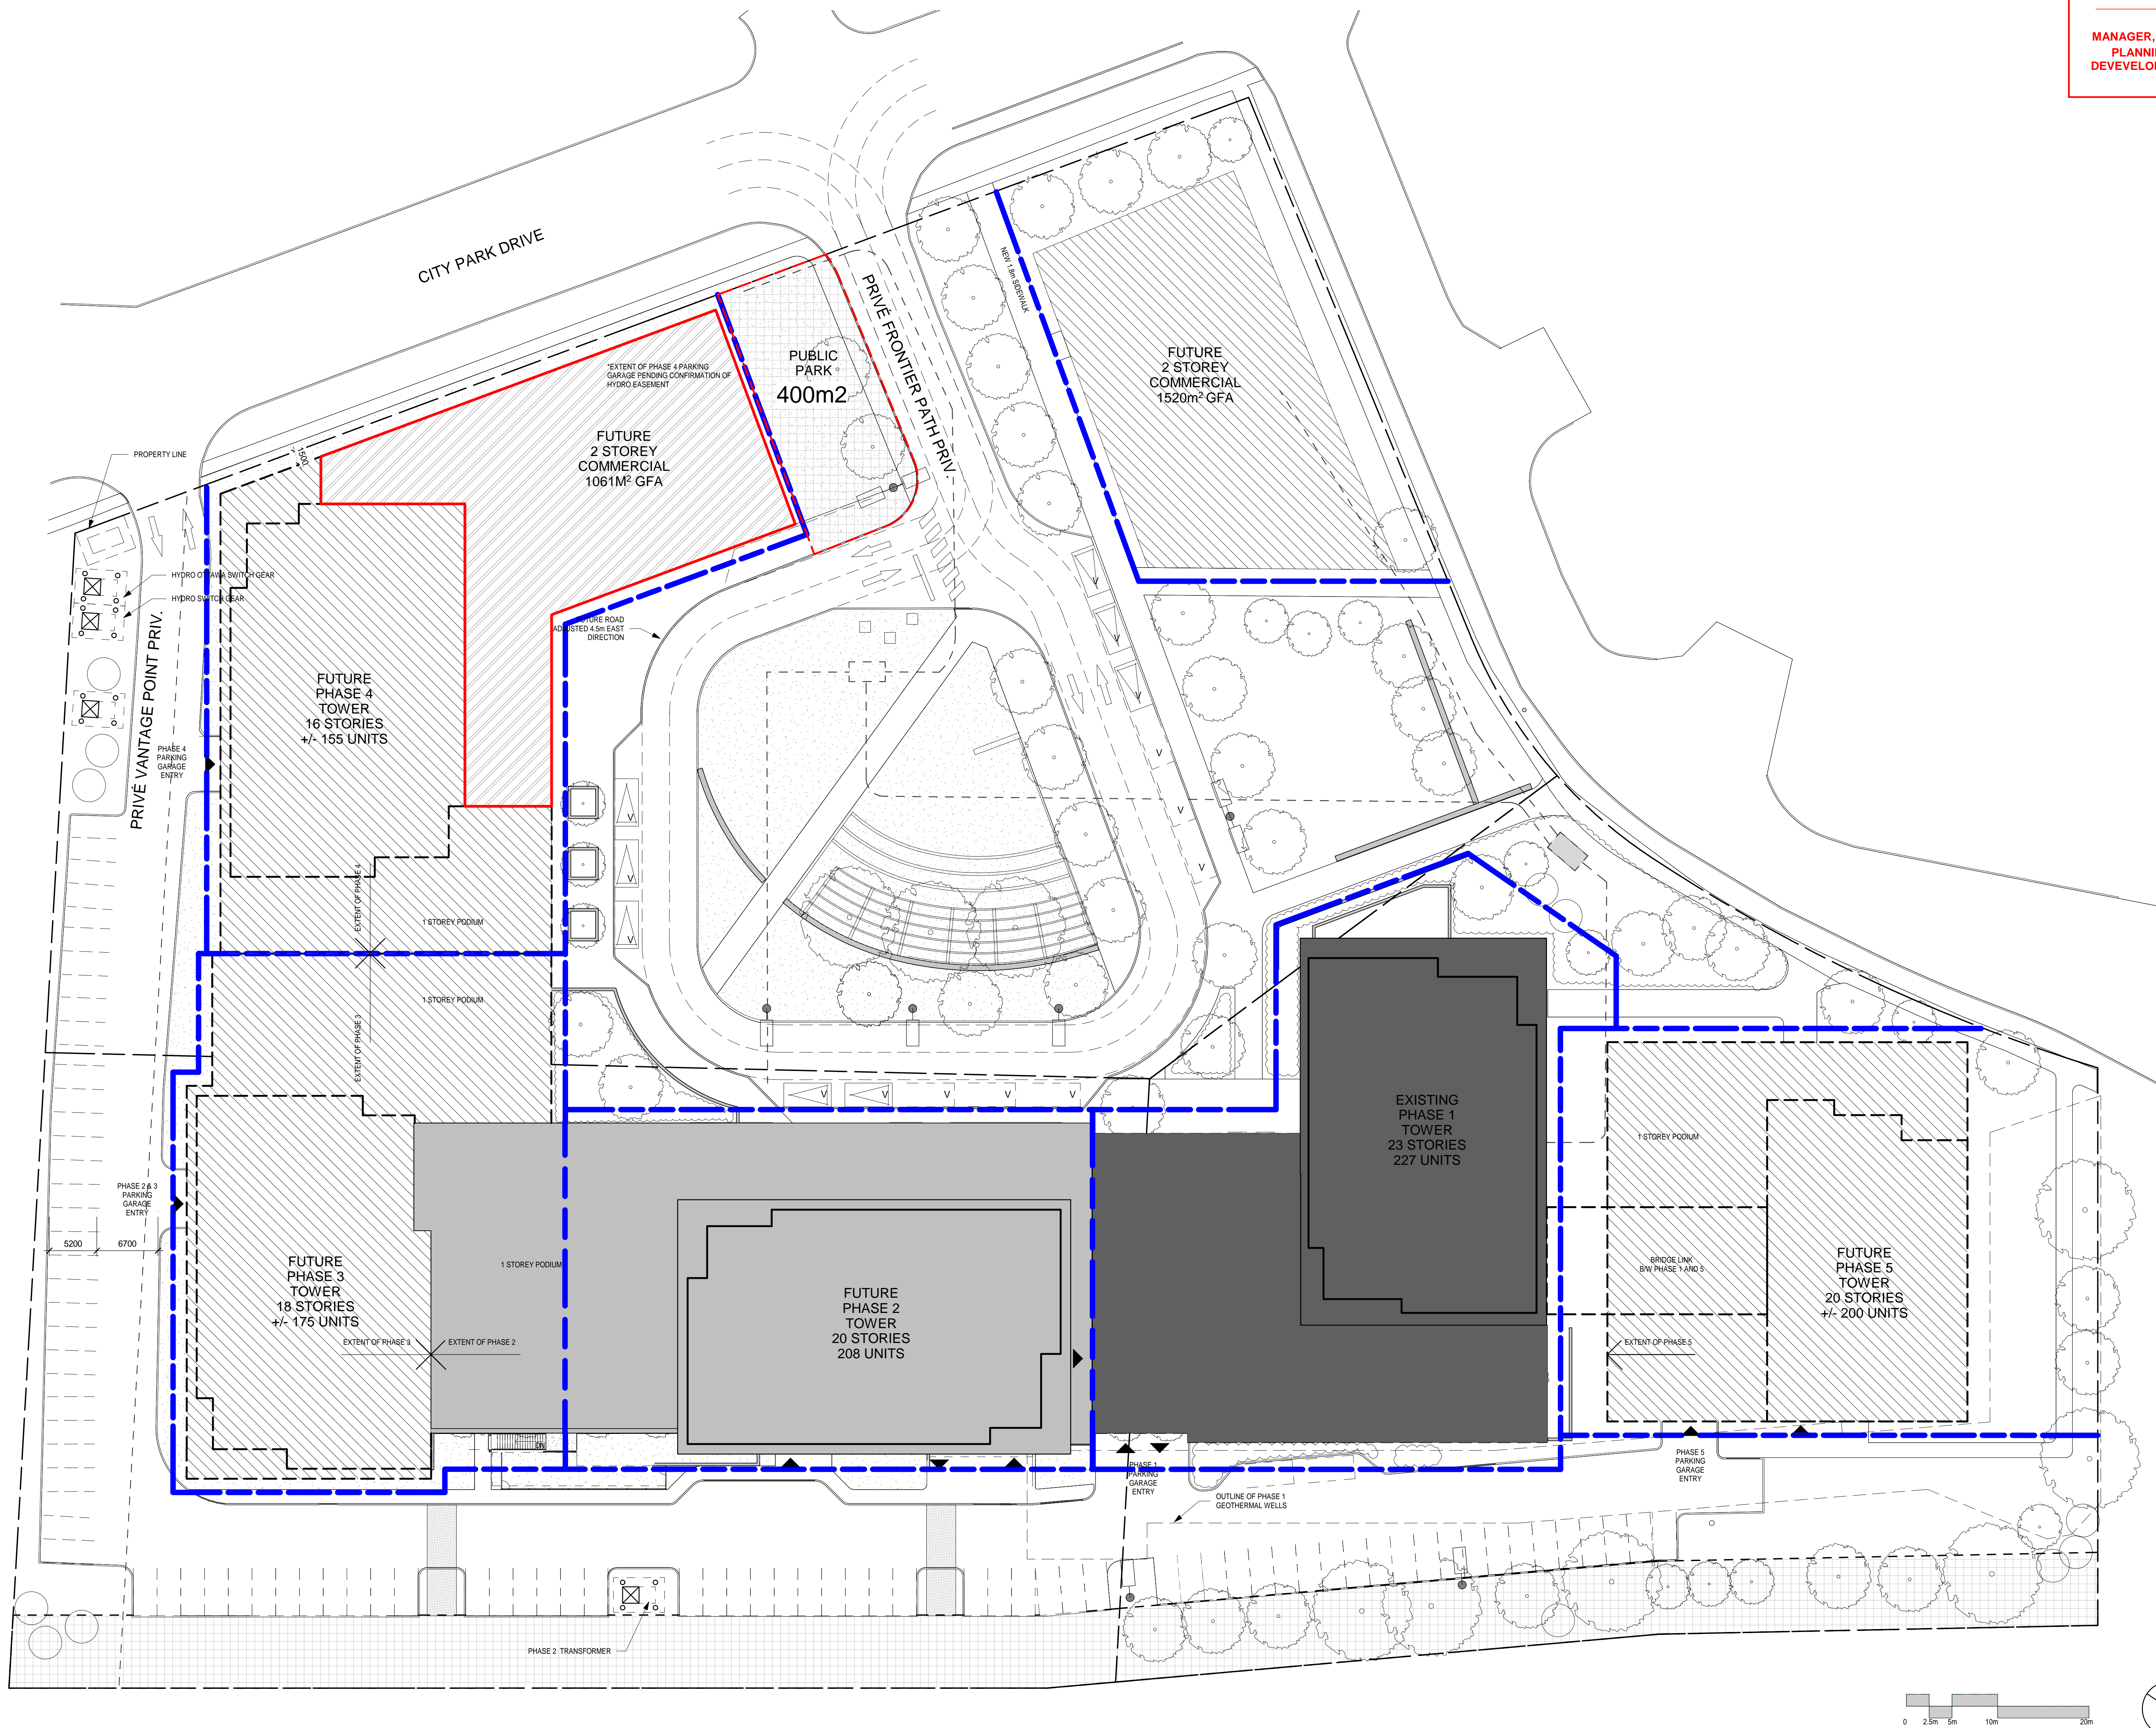 MANAGER,
CITY PARK DRIVE
PRIVÉ FRONTIER PATH PRIV.
NEW 1.8m SIDEWALK
PUBLIC
PARK
400m2
*EXTENT OF PHASE 4 PARKING
GARAGE PENDING CONFIRMATION OF
HYDRO EASEMENT
FUTURE
2 STOREY
COMMERCIAL
1520m² GFA
FUTURE
2 STOREY
COMMERCIAL
1061M² GFA
PROPERTY LINE
1500
HYDRO OTTAWA SWITCH GEAR
HYDRO SWITCH GEAR
PRIVÉ VANTAGE POINT PRIV.
FUTURE ROAD
ADJUSTED 4.5m EAST
DIRECTION
FUTURE
PHASE 4
TOWER
16 STORIES
+/- 155 UNITS
PHASE 4
PARKING
GARAGE
ENTRY
V
V
V
V
V
V
V
V
V
EXTENT OF PHASE 4
1 STOREY PODIUM
1 STOREY PODIUM
EXTENT OF PHASE 3
V
V
V
V
V
EXISTING
PHASE 1
TOWER
23 STORIES
227 UNITS
1 STOREY PODIUM
PHASE 2 & 3
PARKING
GARAGE
ENTRY
5200
6700
FUTURE
PHASE 3
TOWER
18 STORIES
+/- 175 UNITS
1 STOREY PODIUM
FUTURE
PHASE 2
TOWER
20 STORIES
208 UNITS
BRIDGE LINK
B/W PHASE 1 AND 5
FUTURE
PHASE 5
TOWER
20 STORIES
+/- 200 UNITS
EXTENT OF PHASE 3
EXTENT OF PHASE 2
EXTENT OF PHASE 5
DN
PHASE 1
PARKING
GARAGE
ENTRY
PHASE 5
PARKING
GARAGE
ENTRY
OUTLINE OF PHASE 1
GEOTHERMAL WELLS
PHASE 2 TRANSFORMER
0 2.5m 5m 10m 20m